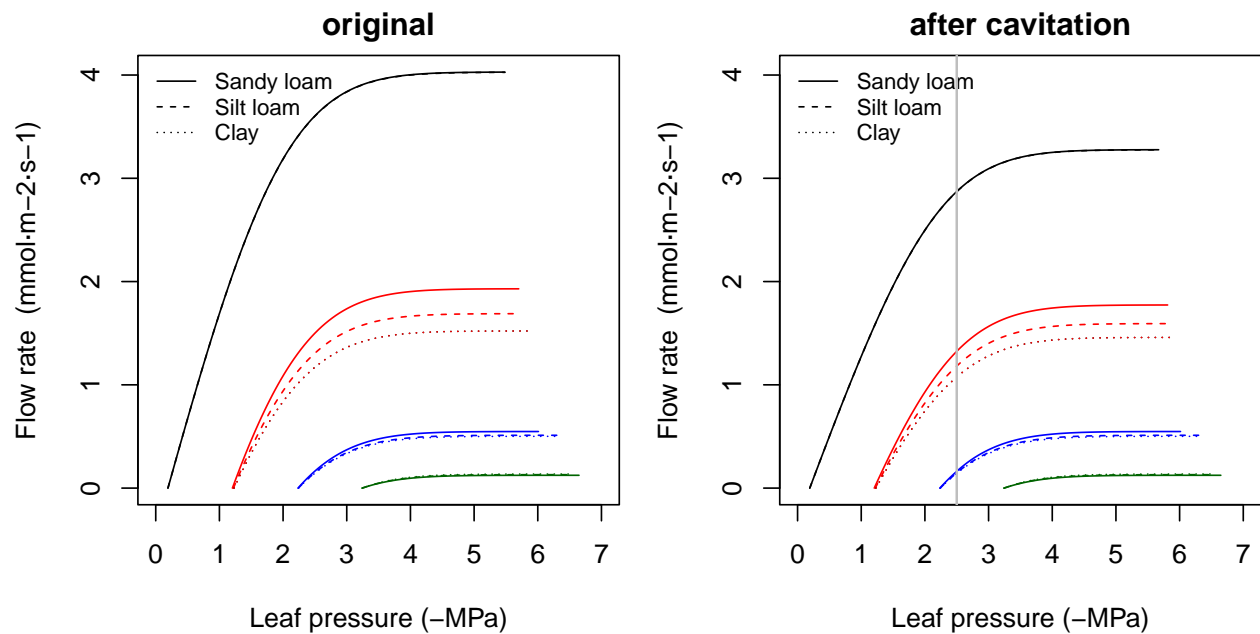 original
Flow rate (mmol·m−2·s−1)
4
3
2
1
0
Sandy loam
Silt loam
Clay
0 1 2 3 4 5 6 7
Leaf pressure (−MPa)
after cavitation
Flow rate (mmol·m−2·s−1)
4
3
2
1
0
Sandy loam
Silt loam
Clay
0 1 2 3 4 5 6 7
Leaf pressure (−MPa)